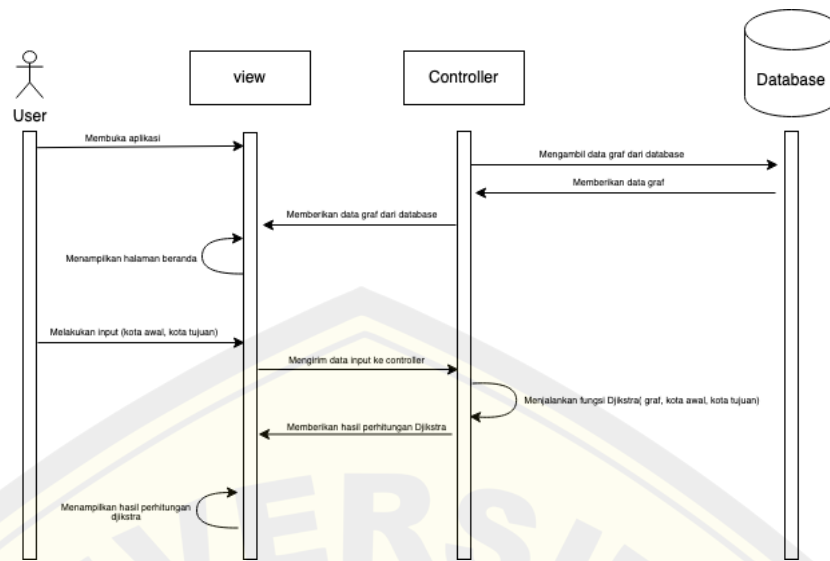 User
view
Controller
Database
Membuka aplikasi
Mengambil data graf dari database
Memberikan data graf
Memberikan data graf dari database
Menampilkan halaman beranda
Melakukan input (kota awal, kota tujuan)
Mengirim data input ke controller
Menjalankan fungsi Djikstra( graf, kota awal, kota tujuan)
Memberikan hasil perhitungan Djikstra
Menampilkan hasil perhitungan
djikstra